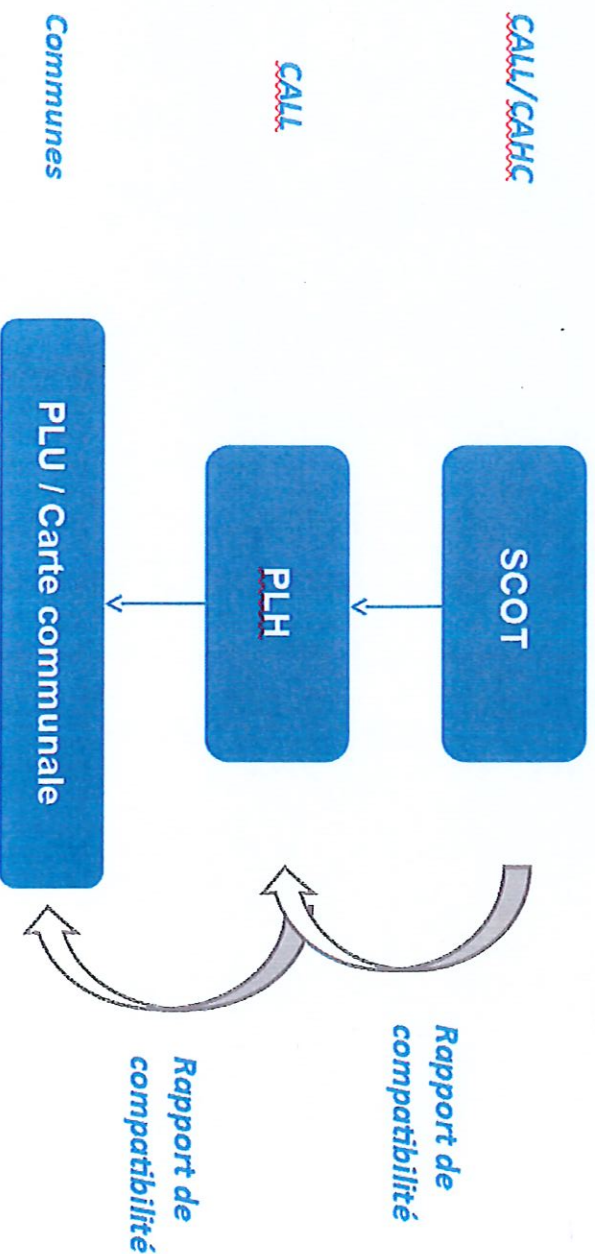 CALL/CAHC
SCOT
Rapport de
compatibilité
CALL
PLH
Rapport de
compatibilité
Communes
PLU / Carte communale